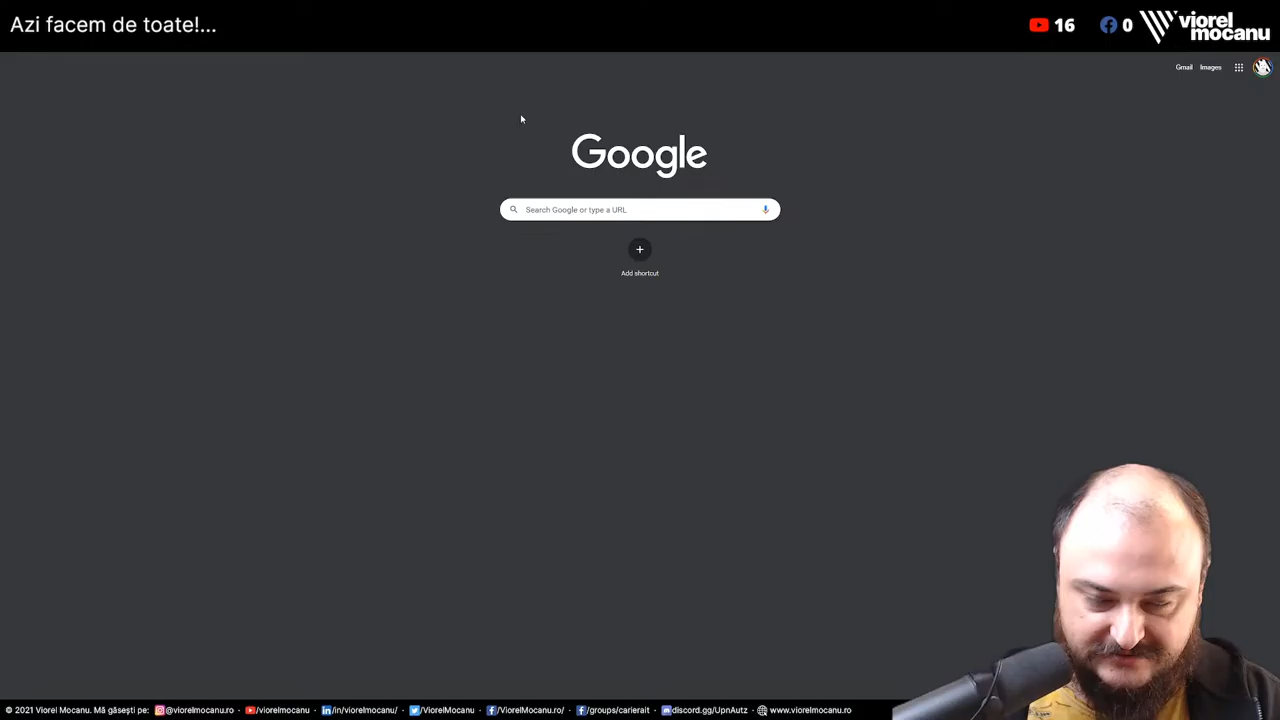 Azi facem de toate!...
16
0
viorel
mocanu
Gmail
Images
Google
Search Google or type a URL
Add shortcut
© 2021 Viorel Mocanu. Mă găsești pe: @viorelmocanu · /viorelmocanu · /in/viorelmocanu/ · /ViorelMocanu · /ViorelMocanu.ro/ · /groups/carierait · discord.gg/UpnAutz · www.viorelmocanu.ro